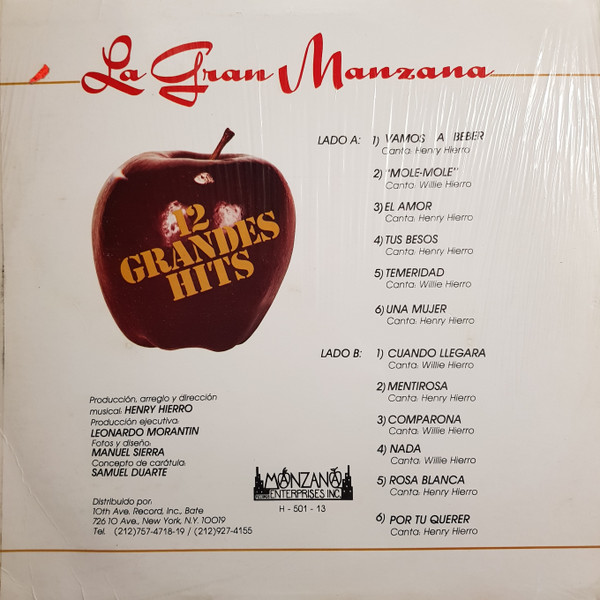 La Gran Manzana
12
GRANDES
HITS
LADO A: 1) VAMOS A BEBER
Canta: Henry Hierro
2) "MOLE-MOLE"
Canta: Willie Hierro
3) EL AMOR
Canta: Henry Hierro
4) TUS BESOS
Canta: Henry Hierro
5) TEMERIDAD
Canta: Willie Hierro
6) UNA MUJER
Canta: Henry Hierro
LADO B: 1) CUANDO LLEGARA
Canta: Willie Hierro
2) MENTIROSA
Canta: Henry Hierro
3) COMPARONA
Canta: Willie Hierro
4) NADA
Canta: Willie Hierro
5) ROSA BLANCA
Canta: Henry Hierro
6) POR TU QUERER
Canta: Henry Hierro
Producción, arreglo y dirección
musical: HENRY HIERRO
Producción ejecutiva:
LEONARDO MORANTIN
Fotos y diseño:
MANUEL SIERRA
Concepto de carátula:
SAMUEL DUARTE
Distribuido por:
10th Ave. Record, Inc., Bate
726 10 Ave., New York, N.Y. 10019
Tel. (212)757-4718-19 / (212)927-4155
MANZANA
ENTERPRISES INC.
H - 501 - 13